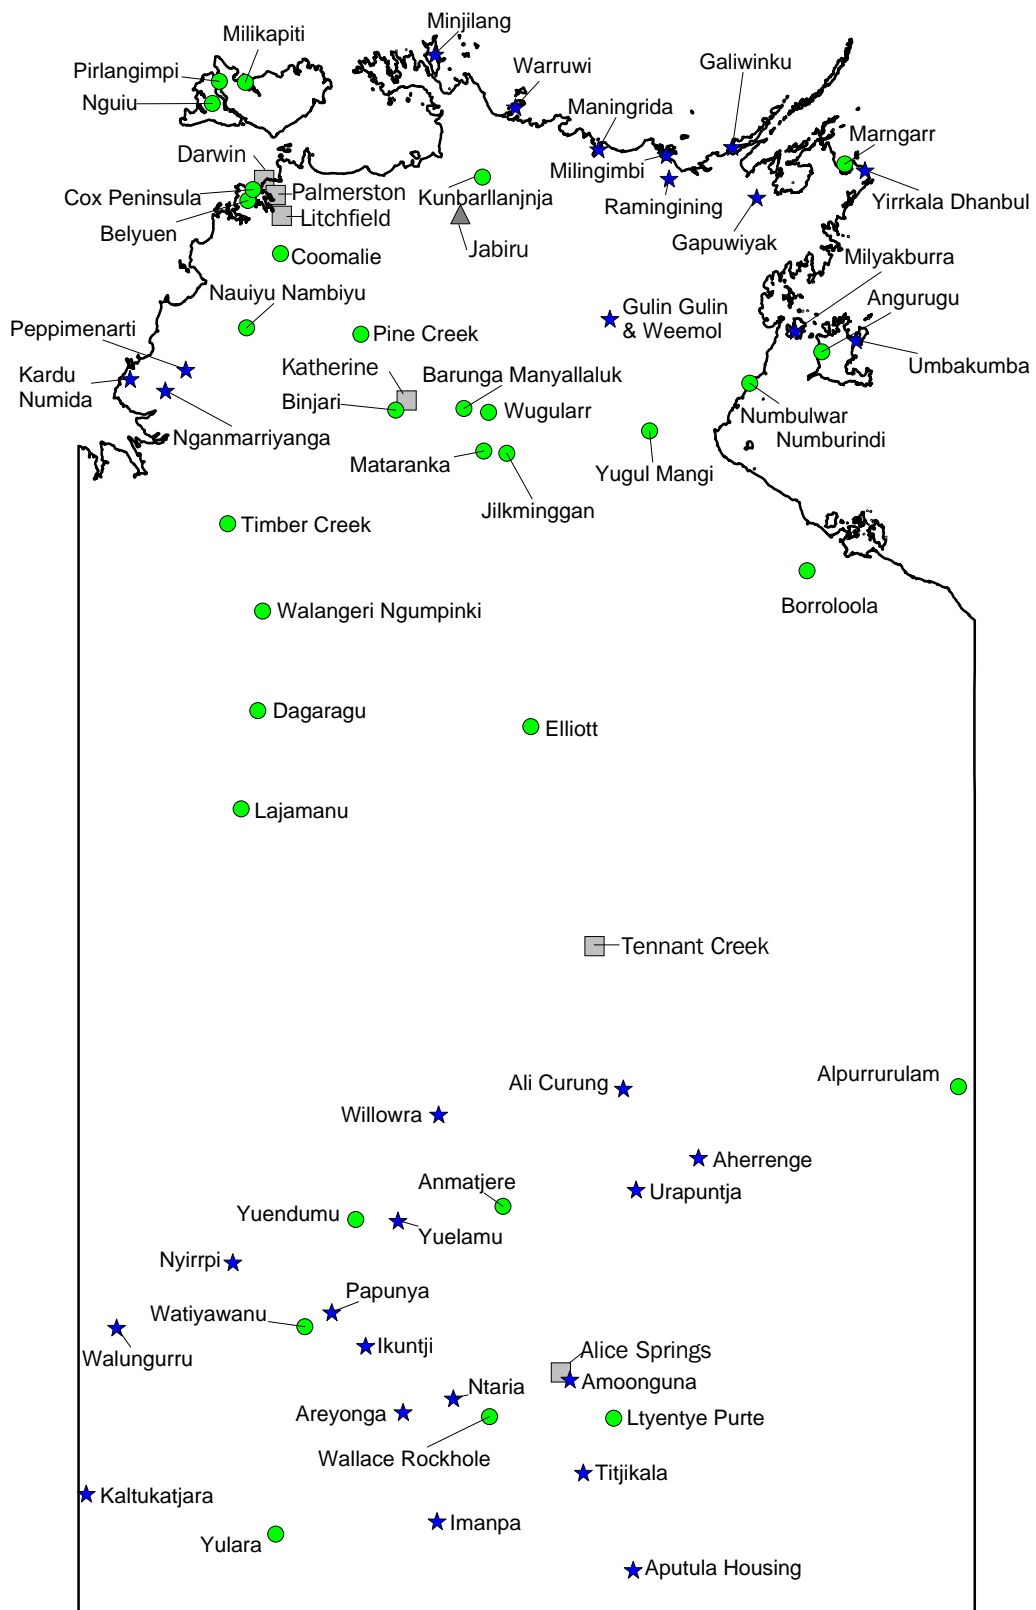 Minjilang
Milikapiti
Warruwi
Galiwinku
Pirlangimpi
Nguiu
Maningrida
Marngarr
Darwin
Milingimbi
Cox Peninsula
Palmerston
Kunbarllanjnja
Yirrkala Dhanbul
Ramingining
Litchfield
Belyuen
Jabiru
Gapuwiyak
Coomalie
Milyakburra
Nauiyu Nambiyu
Angurugu
Gulin Gulin
& Weemol
Peppimenarti
Pine Creek
Umbakumba
Kardu
Numida
Katherine
Barunga Manyallaluk
Binjari
Wugularr
Numbulwar
Numburindi
Nganmarriyanga
Mataranka
Yugul Mangi
Jilkminggan
Timber Creek
Borroloola
Walangeri Ngumpinki
Dagaragu
Elliott
Lajamanu
Tennant Creek
Alpurrurulam
Ali Curung
Willowra
Aherrenge
Anmatjere
Urapuntja
Yuendumu
Yuelamu
Nyirrpi
Papunya
Watiyawanu
Ikuntji
Walungurru
Alice Springs
Amoonguna
Ntaria
Areyonga
Ltyentye Purte
Wallace Rockhole
Titjikala
Kaltukatjara
Imanpa
Yulara
Aputula Housing